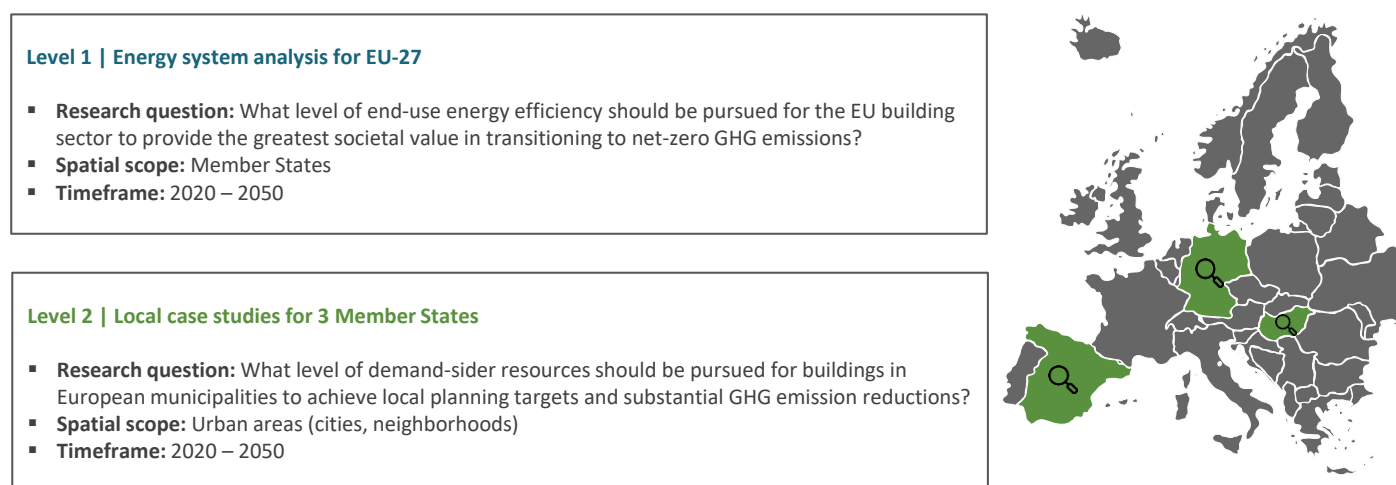 Level 1 | Energy system analysis for EU-27
▪ Research question: What level of end-use energy efficiency should be pursued for the EU building
sector to provide the greatest societal value in transitioning to net-zero GHG emissions?
▪ Spatial scope: Member States
▪ Timeframe: 2020 – 2050
Level 2 | Local case studies for 3 Member States
▪ Research question: What level of demand-sider resources should be pursued for buildings in
European municipalities to achieve local planning targets and substantial GHG emission reductions?
▪ Spatial scope: Urban areas (cities, neighborhoods)
▪ Timeframe: 2020 – 2050